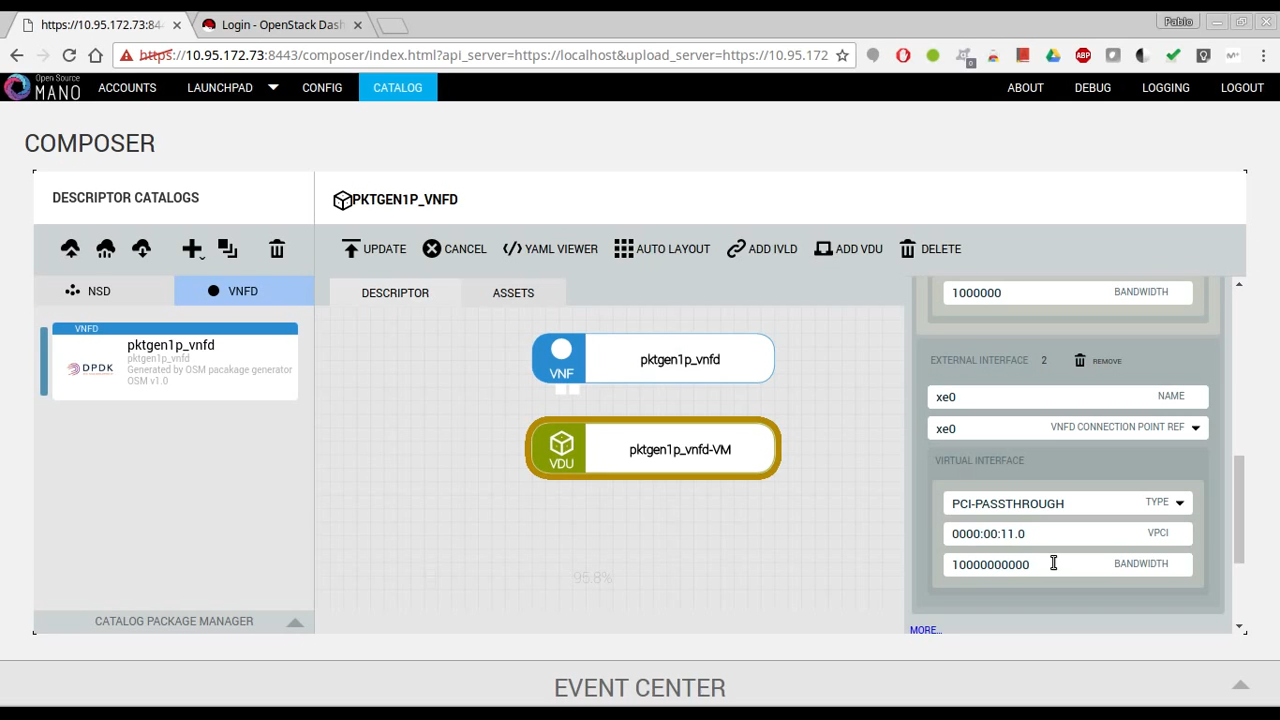 https://10.95.172.73:84
Login - OpenStack Dash
Pablo
https://10.95.172.73:8443/composer/index.html?api_server=https://localhost&upload_server=https://10.95.172
Open Source
MANO
ACCOUNTS
LAUNCHPAD
CONFIG
CATALOG
ABOUT
DEBUG
LOGGING
LOGOUT
COMPOSER
DESCRIPTOR CATALOGS
PKTGEN1P_VNFD
UPDATE
CANCEL
YAML VIEWER
AUTO LAYOUT
ADD IVLD
ADD VDU
DELETE
NSD
VNFD
DESCRIPTOR
ASSETS
VNFD
pktgen1p_vnfd
pktgen1p_vnfd
Generated by OSM pacakage generator
OSM v1.0
DPDK
VNF
pktgen1p_vnfd
VDU
pktgen1p_vnfd-VM
95.8%
1000000 BANDWIDTH
EXTERNAL INTERFACE 2 REMOVE
xe0 NAME
xe0 VNFD CONNECTION POINT REF
VIRTUAL INTERFACE
PCI-PASSTHROUGH TYPE
0000:00:11.0 VPCI
10000000000 BANDWIDTH
MORE...
CATALOG PACKAGE MANAGER
EVENT CENTER